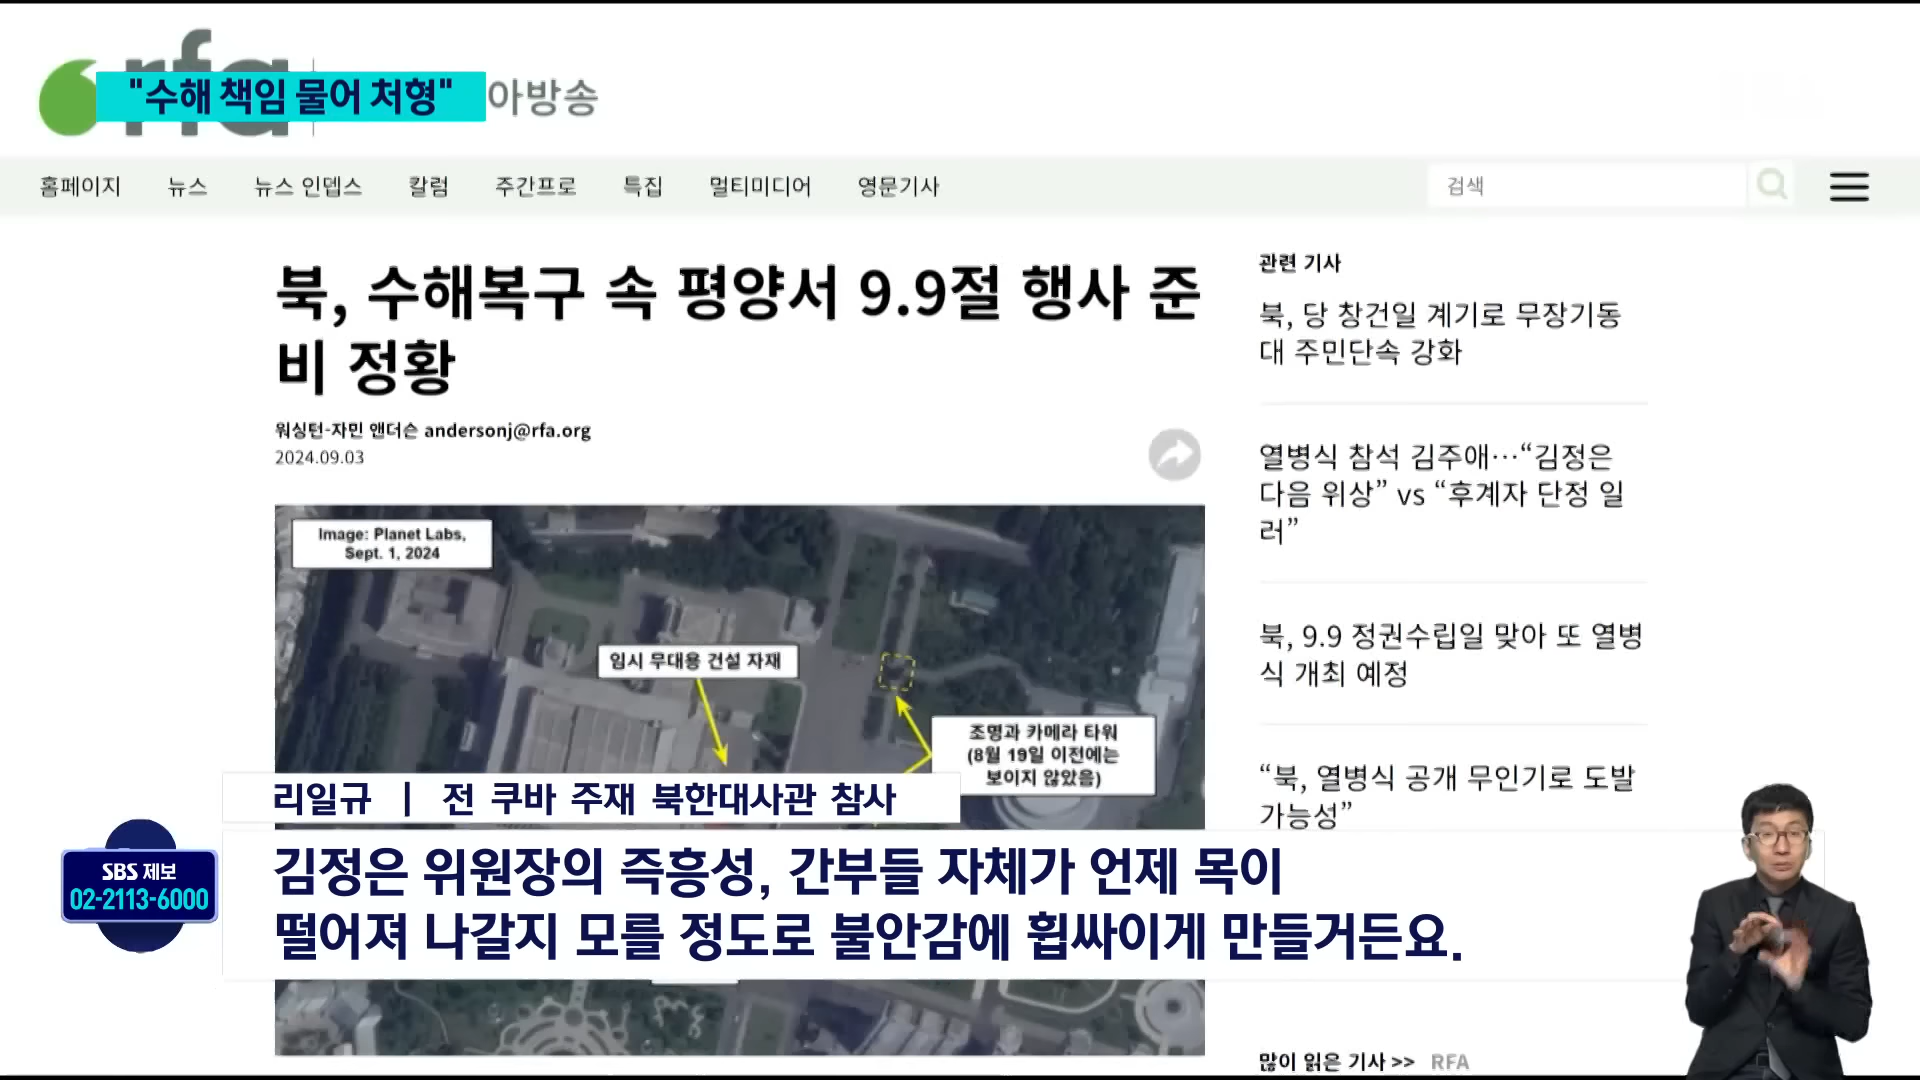 rfa
"수해 책임 물어 처형"
아방송
홈페이지 뉴스 뉴스 인뎁스 칼럼 주간프로 특집 멀티미디어 영문기사 검색
북, 수해복구 속 평양서 9.9절 행사 준
비 정황
워싱턴-자민 앤더슨 andersonj@rfa.org
2024.09.03
Image: Planet Labs,
Sept. 1, 2024
임시 무대용 건설 자재
조명과 카메라 타워
(8월 19일 이전에는
보이지 않았음)
관련 기사
북, 당 창건일 계기로 무장기동
대 주민단속 강화
열병식 참석 김주애…“김정은
다음 위상” vs “후계자 단정 일
러”
북, 9.9 정권수립일 맞아 또 열병
식 개최 예정
“북, 열병식 공개 무인기로 도발
가능성”
리일규 | 전 쿠바 주재 북한대사관 참사
김정은 위원장의 즉흥성, 간부들 자체가 언제 목이
떨어져 나갈지 모를 정도로 불안감에 휩싸이게 만들거든요.
SBS 제보
02-2113-6000
많이 읽은 기사 >> RFA